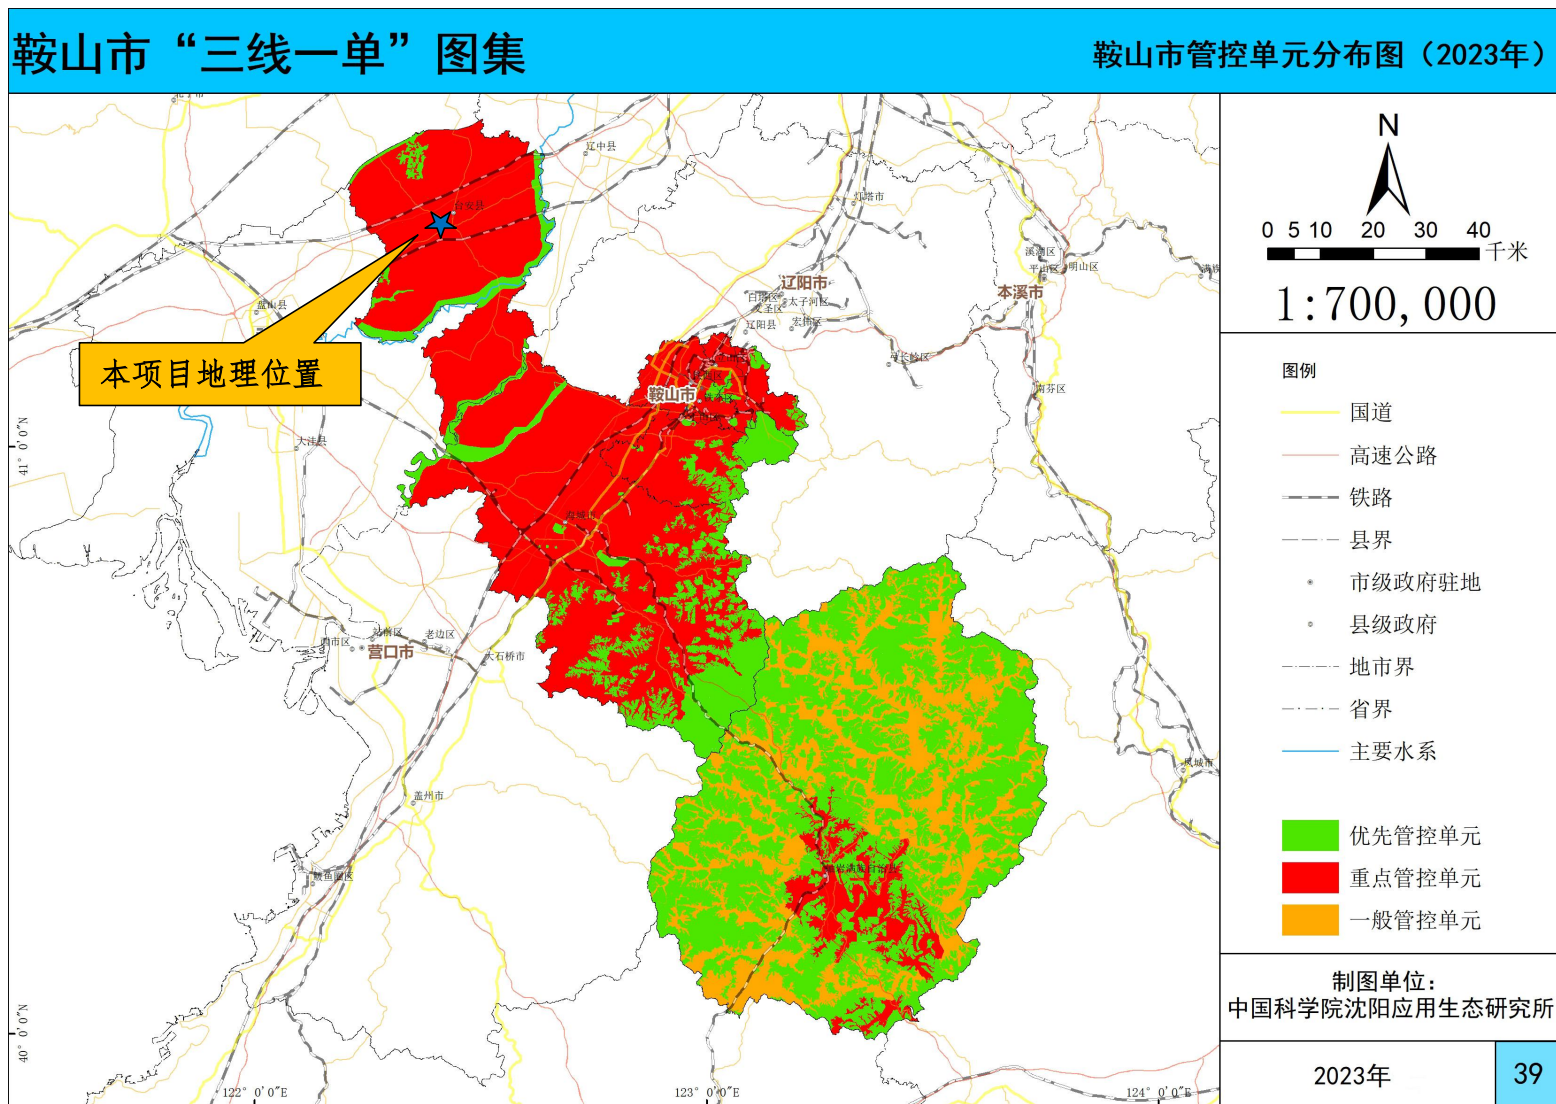 鞍山市“三线一单”图集
鞍山市管控单元分布图（2023年）
N
0 5 10 20 30 40
千米
1:700,000
图例
国道
高速公路
铁路
县界
市级政府驻地
县级政府
地市界
省界
主要水系
优先管控单元
重点管控单元
一般管控单元
制图单位:
中国科学院沈阳应用生态研究所
2023年
39
本项目地理位置
辽中县
台安县
灯塔市
盘山县
辽阳市
白塔区
文圣区
太子河区
宏伟区
辽阳县
弓长岭区
溪湖区
平山区
明山区
本溪市
南芬区
鞍山市
大洼县
海城市
站前区
西市区
老边区
营口市
大石桥市
盖州市
鲅鱼圈区
岫岩满族自治县
凤城市
41° 0′0″N
40° 0′0″N
122° 0′0″E
123° 0′0″E
124° 0′0″E